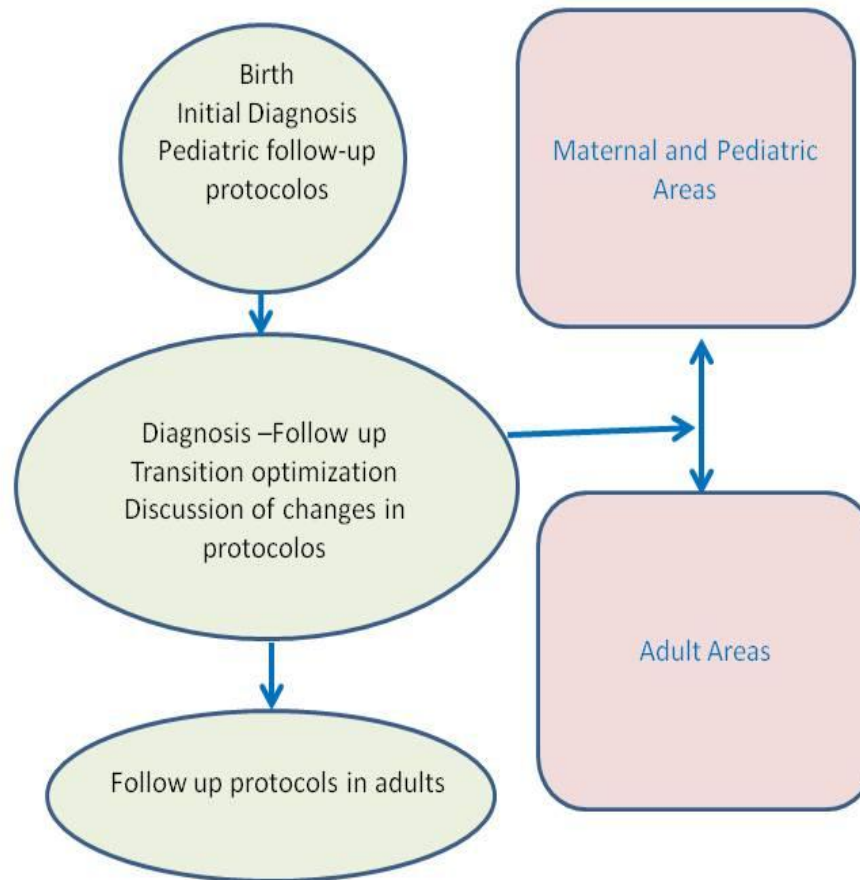 Birth
Initial Diagnosis
Pediatric follow-up
protocolos
Maternal and Pediatric
Areas
Diagnosis –Follow up
Transition optimization
Discussion of changes in
protocolos
Adult Areas
Follow up protocols in adults